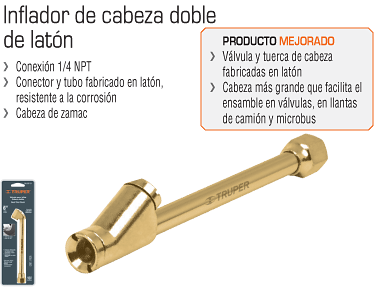 Inflador de cabeza doble
de latón
› Conexión 1/4 NPT
› Conector y tubo fabricado en latón,
resistente a la corrosión
› Cabeza de zamac
PRODUCTO MEJORADO
› Válvula y tuerca de cabeza
fabricadas en latón
› Cabeza más grande que facilita el
ensamble en válvulas, en llantas
de camión y microbus
TRUPER
TRUPER